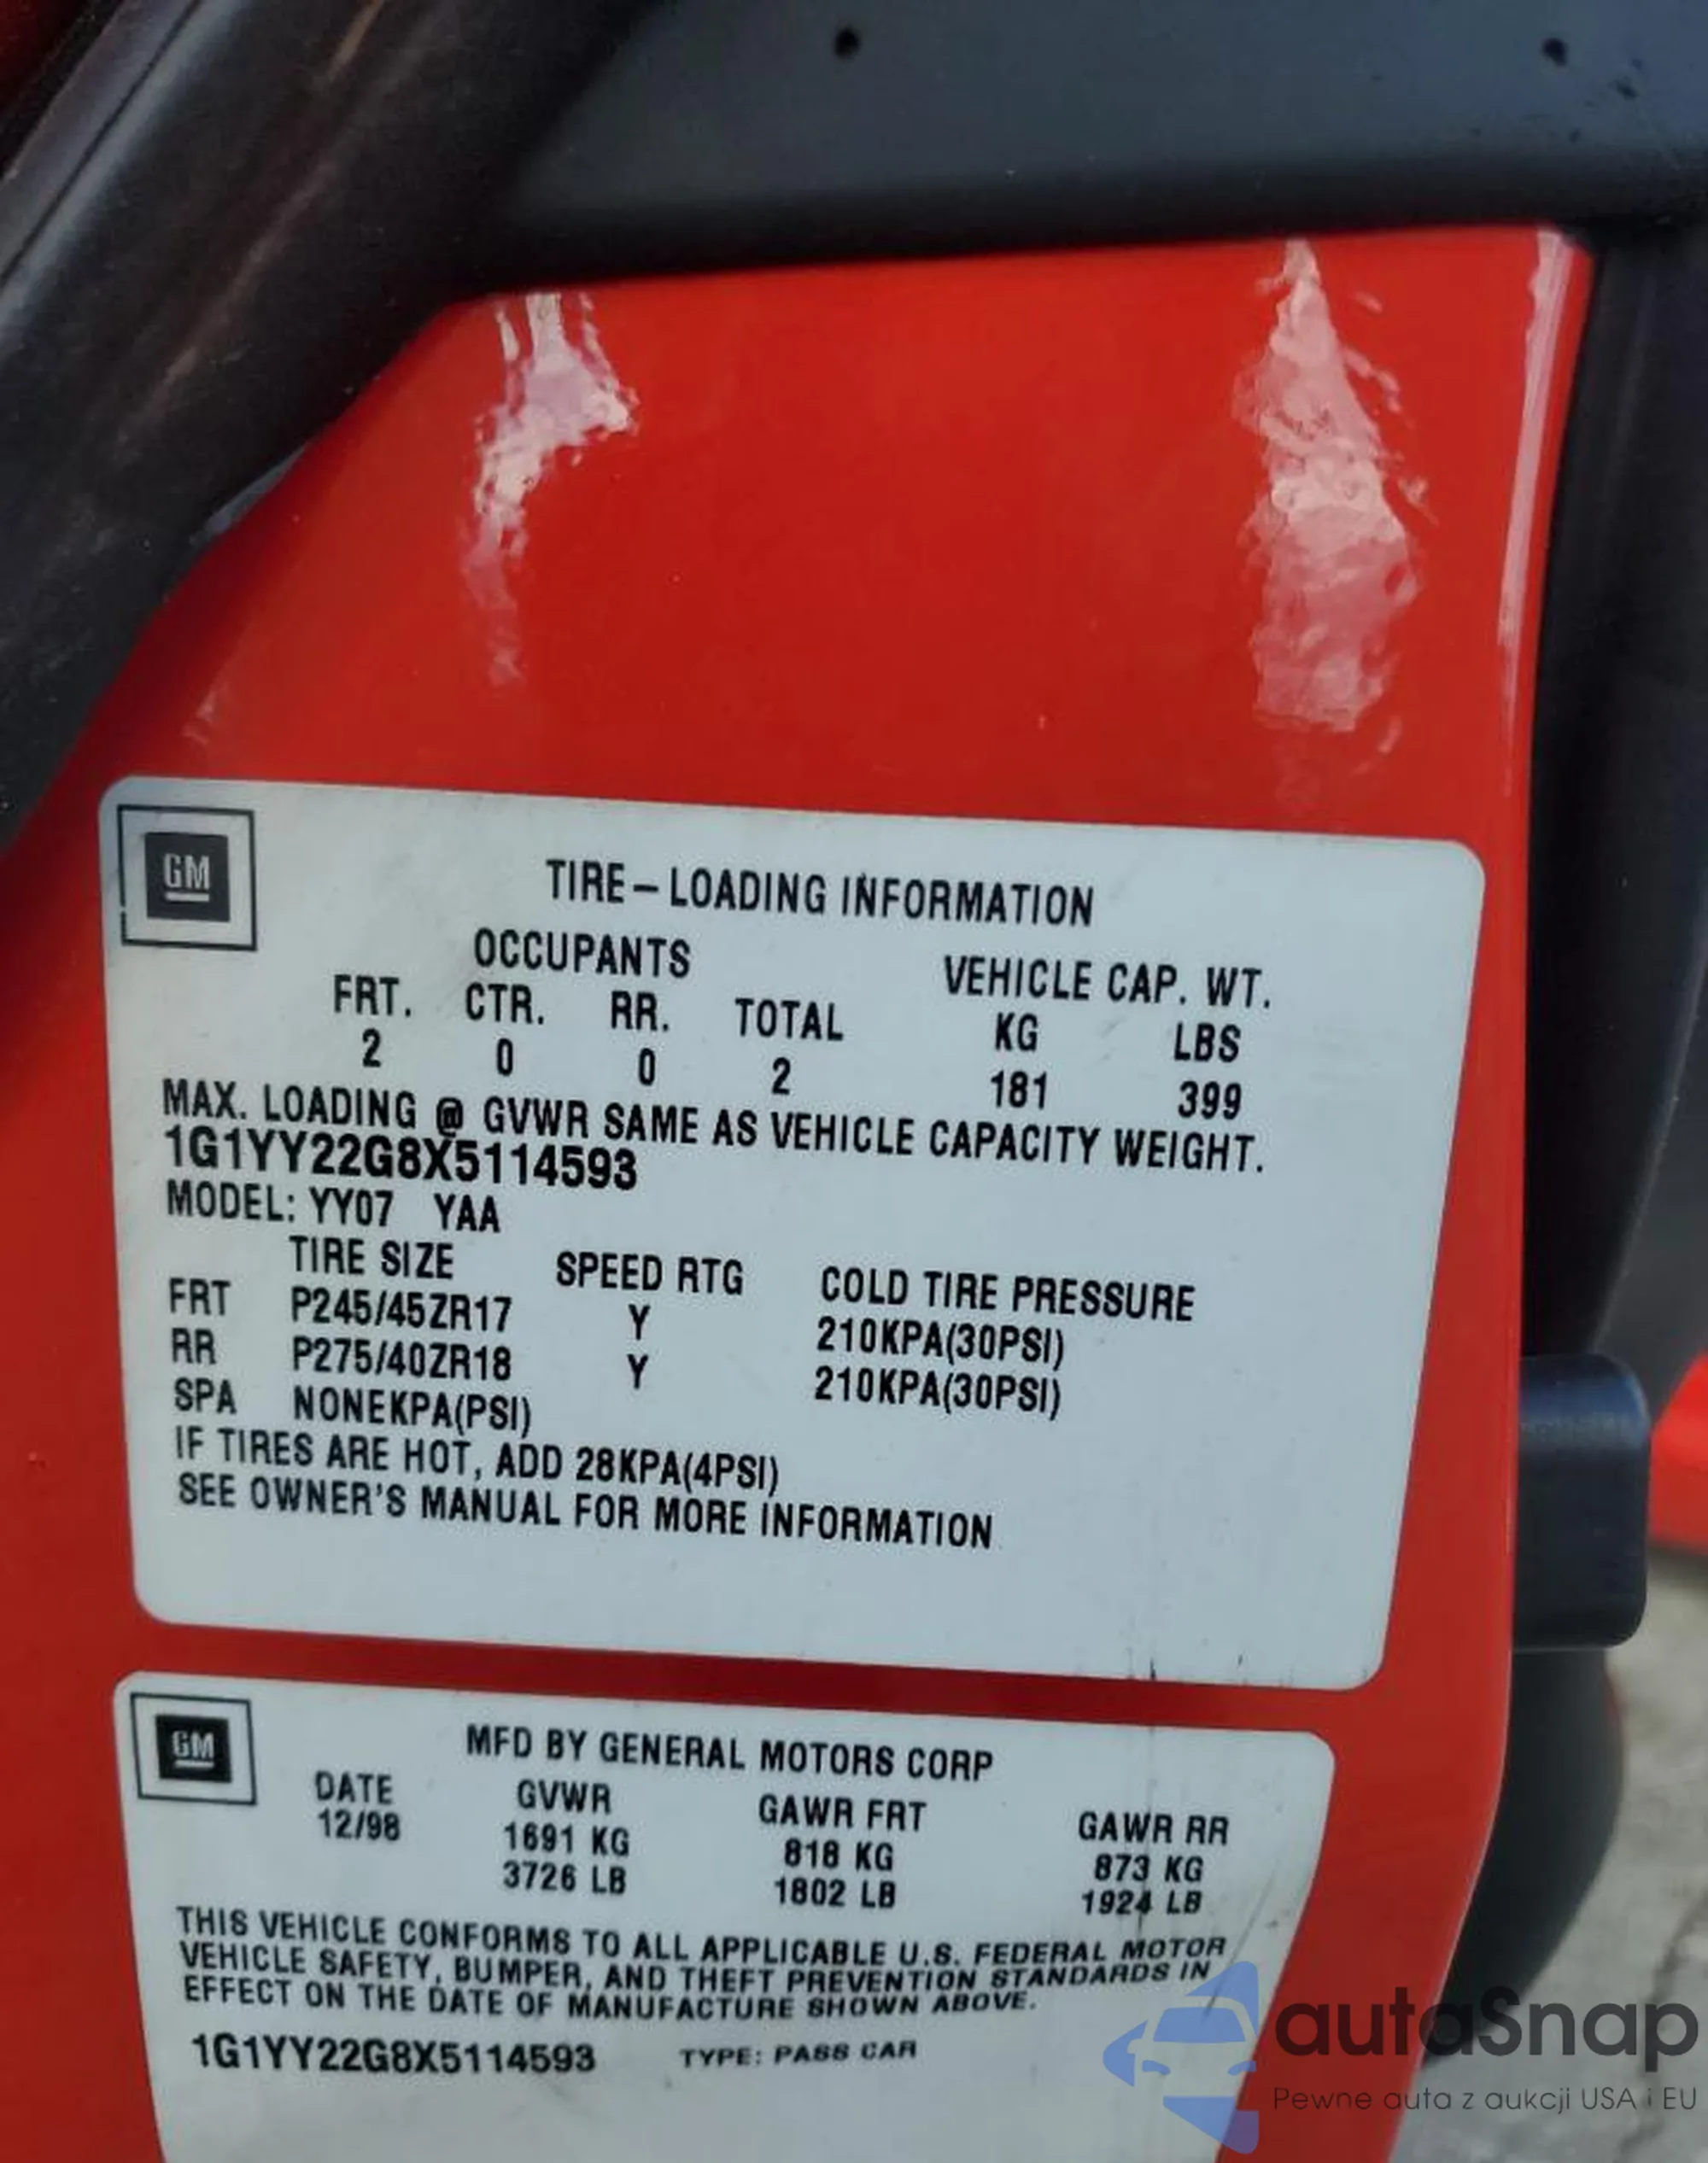 GM
TIRE–LOADING INFORMATION
OCCUPANTS VEHICLE CAP. WT.
FRT. CTR. RR. TOTAL KG LBS
2 0 0 2 181 399
MAX. LOADING @ GVWR SAME AS VEHICLE CAPACITY WEIGHT.
1G1YY22G8X5114593
MODEL: YY07 YAA
TIRE SIZE SPEED RTG COLD TIRE PRESSURE
FRT P245/45ZR17 Y 210KPA(30PSI)
RR P275/40ZR18 Y 210KPA(30PSI)
SPA NONEKPA(PSI)
IF TIRES ARE HOT, ADD 28KPA(4PSI)
SEE OWNER'S MANUAL FOR MORE INFORMATION
GM
MFD BY GENERAL MOTORS CORP
DATE GVWR GAWR FRT GAWR RR
12/98 1691 KG 818 KG 873 KG
3726 LB 1802 LB 1924 LB
THIS VEHICLE CONFORMS TO ALL APPLICABLE U.S. FEDERAL MOTOR
VEHICLE SAFETY, BUMPER, AND THEFT PREVENTION STANDARDS IN
EFFECT ON THE DATE OF MANUFACTURE SHOWN ABOVE.
1G1YY22G8X5114593 TYPE: PASS CAR
autaSnap
Pewne auta z aukcji USA i EU